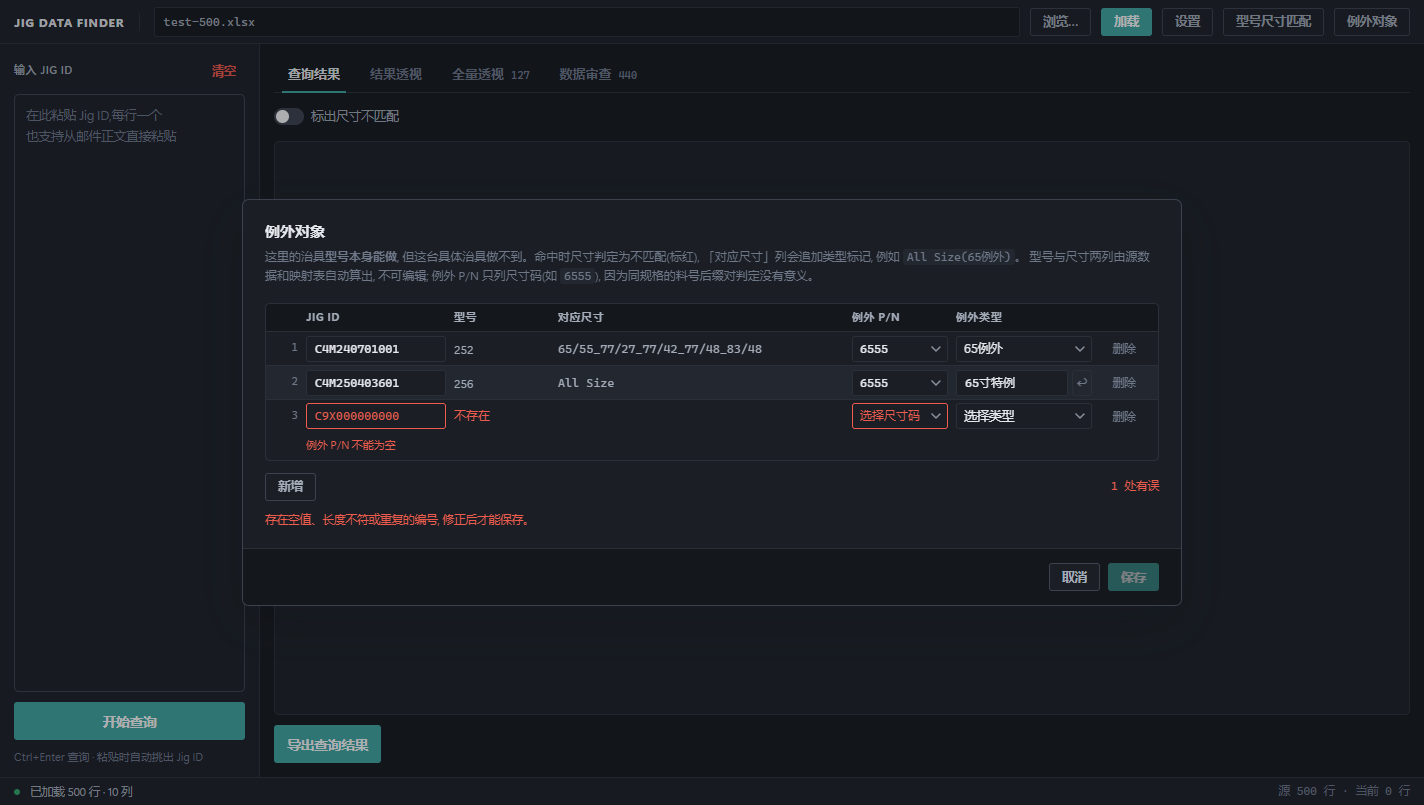 JIG DATA FINDER
test-500.xlsx
浏览...
加载
设置
型号尺寸匹配
例外对象
输入 JIG ID
清空
在此粘贴 Jig ID,每行一个
也支持从邮件正文直接粘贴
开始查询
Ctrl+Enter 查询 · 粘贴时自动挑出 Jig ID
查询结果
结果透视
全量透视 127
数据审查 440
标出尺寸不匹配
例外对象
这里的治具型号本身能做, 但这台具体治具做不到。命中时尺寸判定为不匹配(标红), 「对应尺寸」列会追加类型标记, 例如 All Size(65例外) 。 型号与尺寸两列由源数
据和映射表自动算出, 不可编辑; 例外 P/N 只列尺寸码(如 6555 ), 因为同规格的料号后缀对判定没有意义。
JIG ID 型号 对应尺寸 例外 P/N 例外类型
1 C4M240701001 252 65/55_77/27_77/42_77/48_83/48 6555 65例外 删除
2 C4M250403601 256 All Size 6555 65寸特例 ↩ 删除
3 C9X000000000 不存在 选择尺寸码 选择类型 删除
例外 P/N 不能为空
新增
1 处有误
存在空值、长度不符或重复的编号, 修正后才能保存。
取消
保存
导出查询结果
已加载 500 行 · 10 列
源 500 行 · 当前 0 行